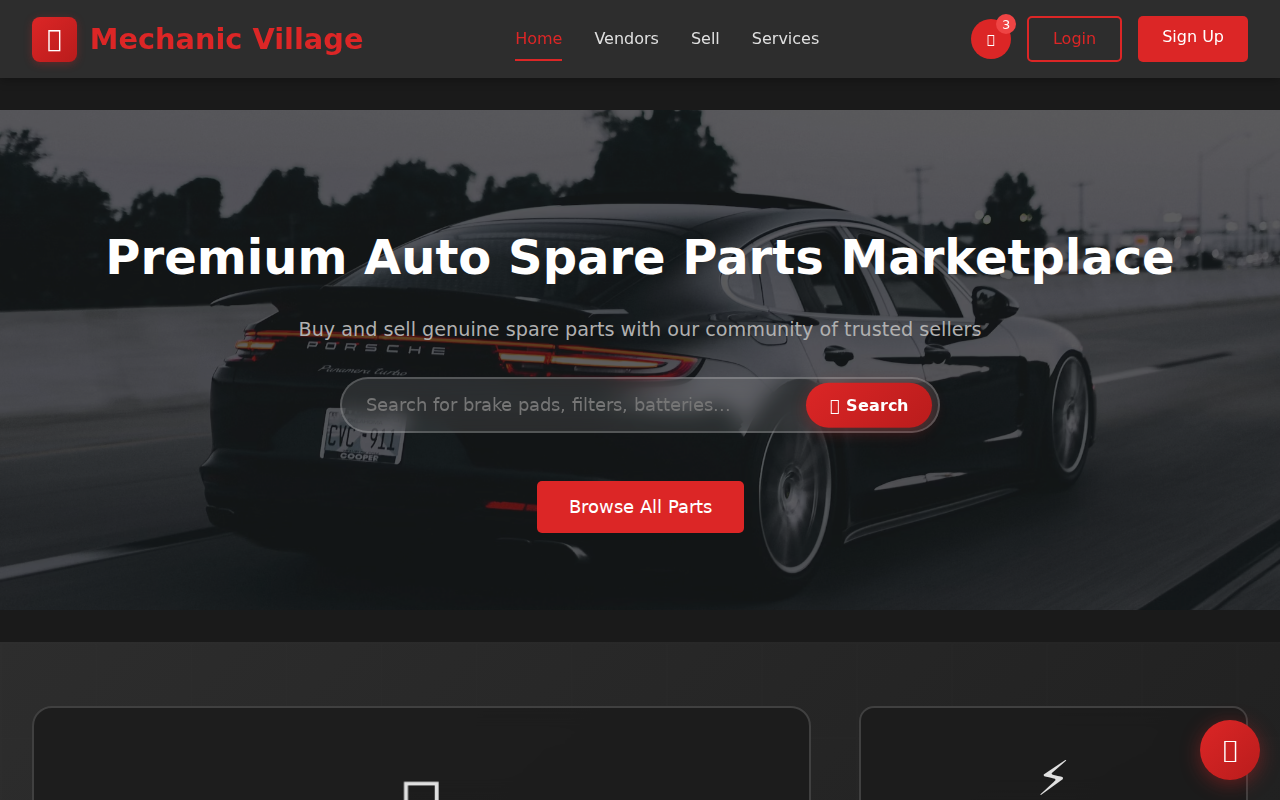 Mechanic Village
Home
Vendors
Sell
Services
3
Login
Sign Up
Premium Auto Spare Parts Marketplace
Buy and sell genuine spare parts with our community of trusted sellers
PORSCHE
Panamera Turbo
Search for brake pads, filters, batteries...
Search
CVC 911
COOPER
Browse All Parts